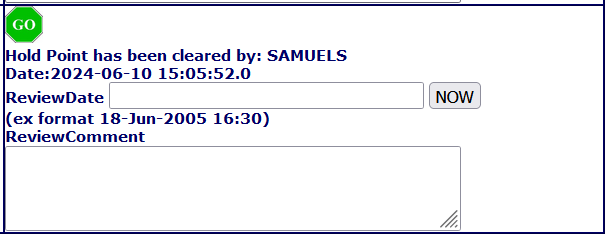 GO
Hold Point has been cleared by: SAMUELS
Date:2024-06-10 15:05:52.0
ReviewDate NOW
(ex format 18-Jun-2005 16:30)
ReviewComment